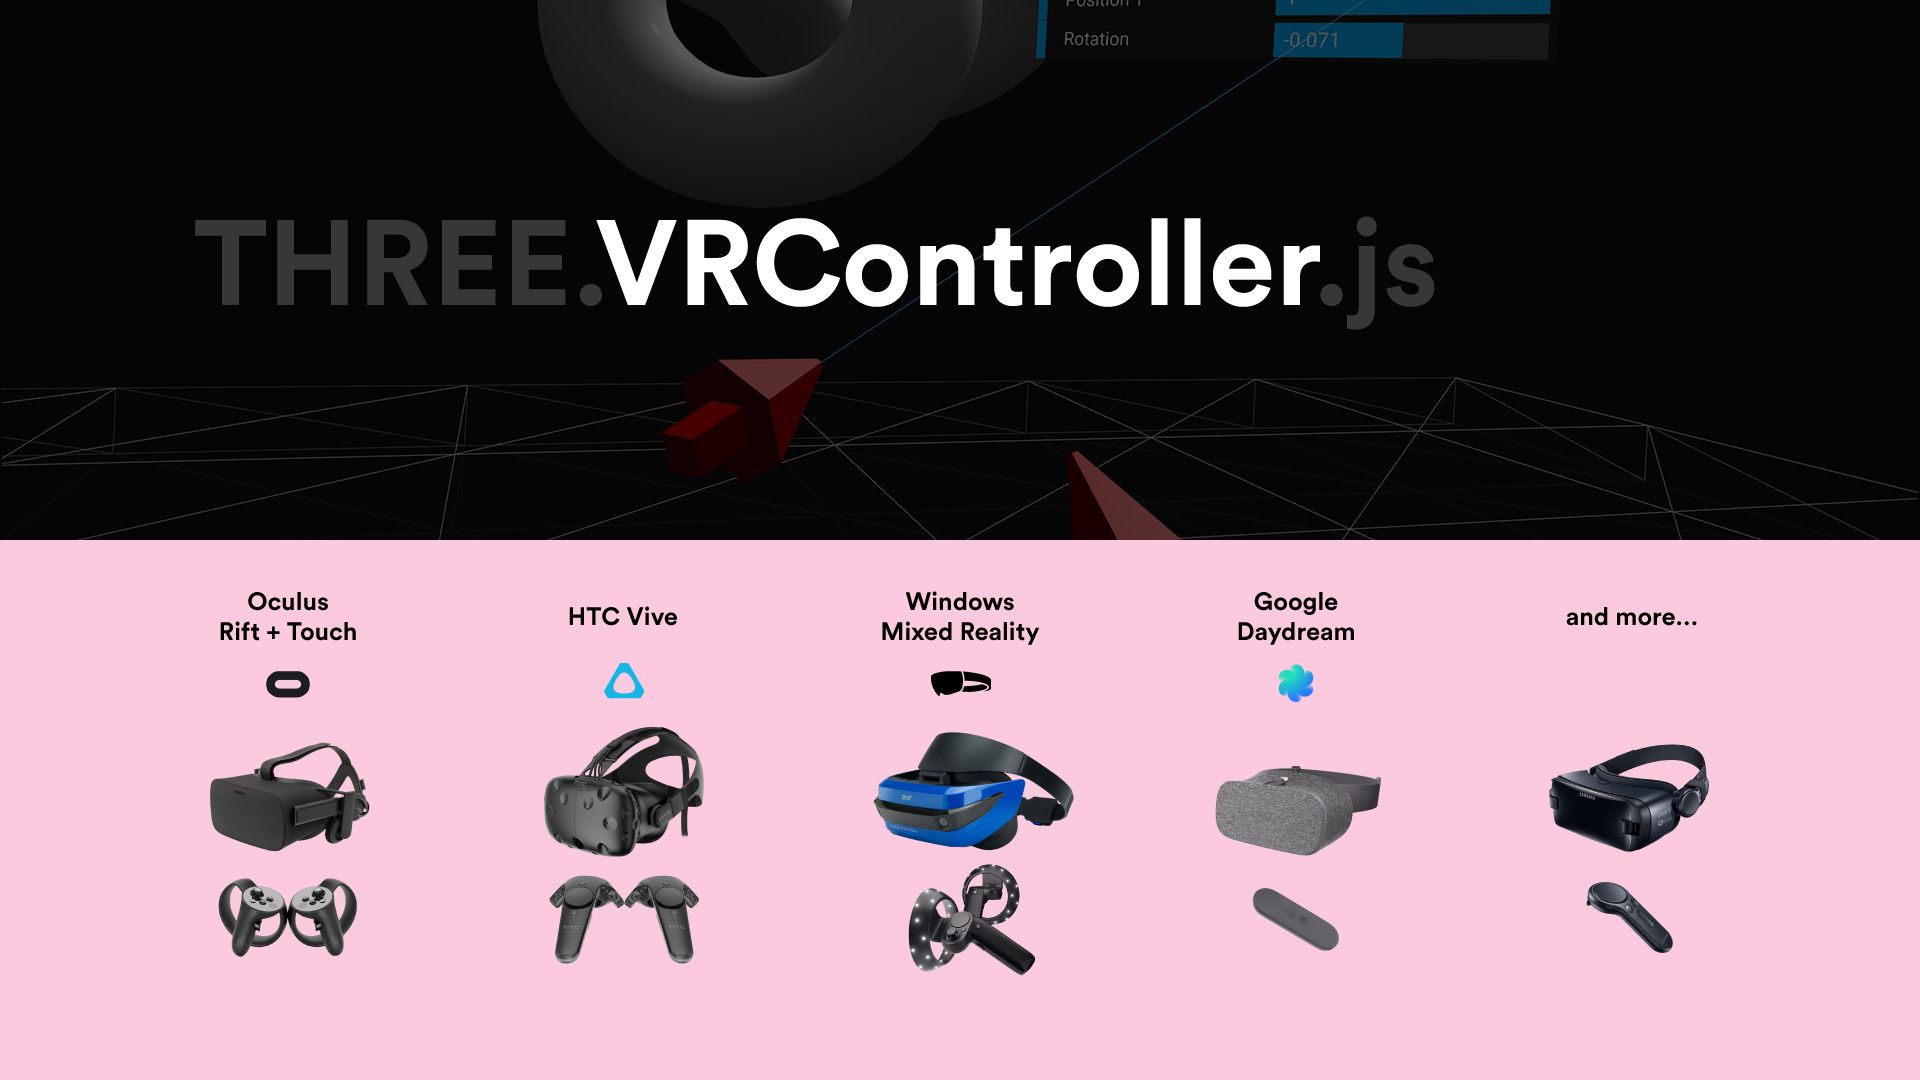 Rotation
-0.071
THREE.VRController.js
Oculus
Rift + Touch
HTC Vive
Windows
Mixed Reality
Google
Daydream
and more...